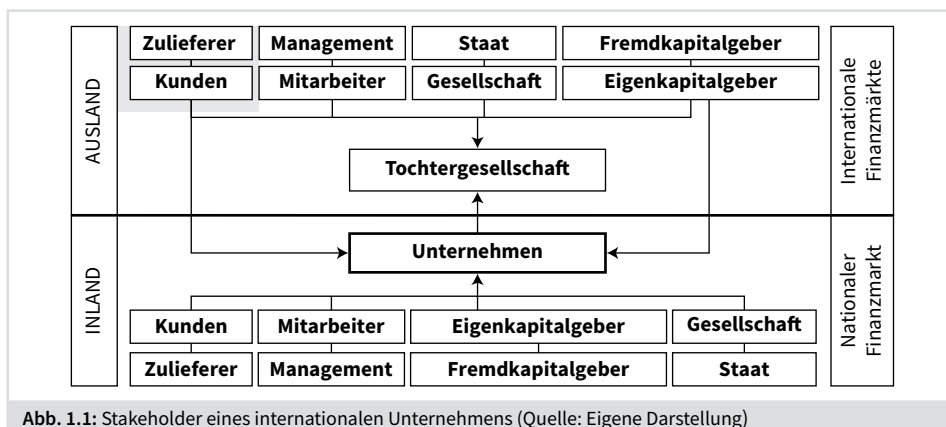 AUSLAND
Zulieferer Management Staat Fremdkapitalgeber
Kunden Mitarbeiter Gesellschaft Eigenkapitalgeber
Tochtergesellschaft
Internationale
Finanzmärkte
INLAND
Unternehmen
Kunden Mitarbeiter Eigenkapitalgeber Gesellschaft
Zulieferer Management Fremdkapitalgeber Staat
Nationaler
Finanzmarkt
Abb. 1.1: Stakeholder eines internationalen Unternehmens (Quelle: Eigene Darstellung)